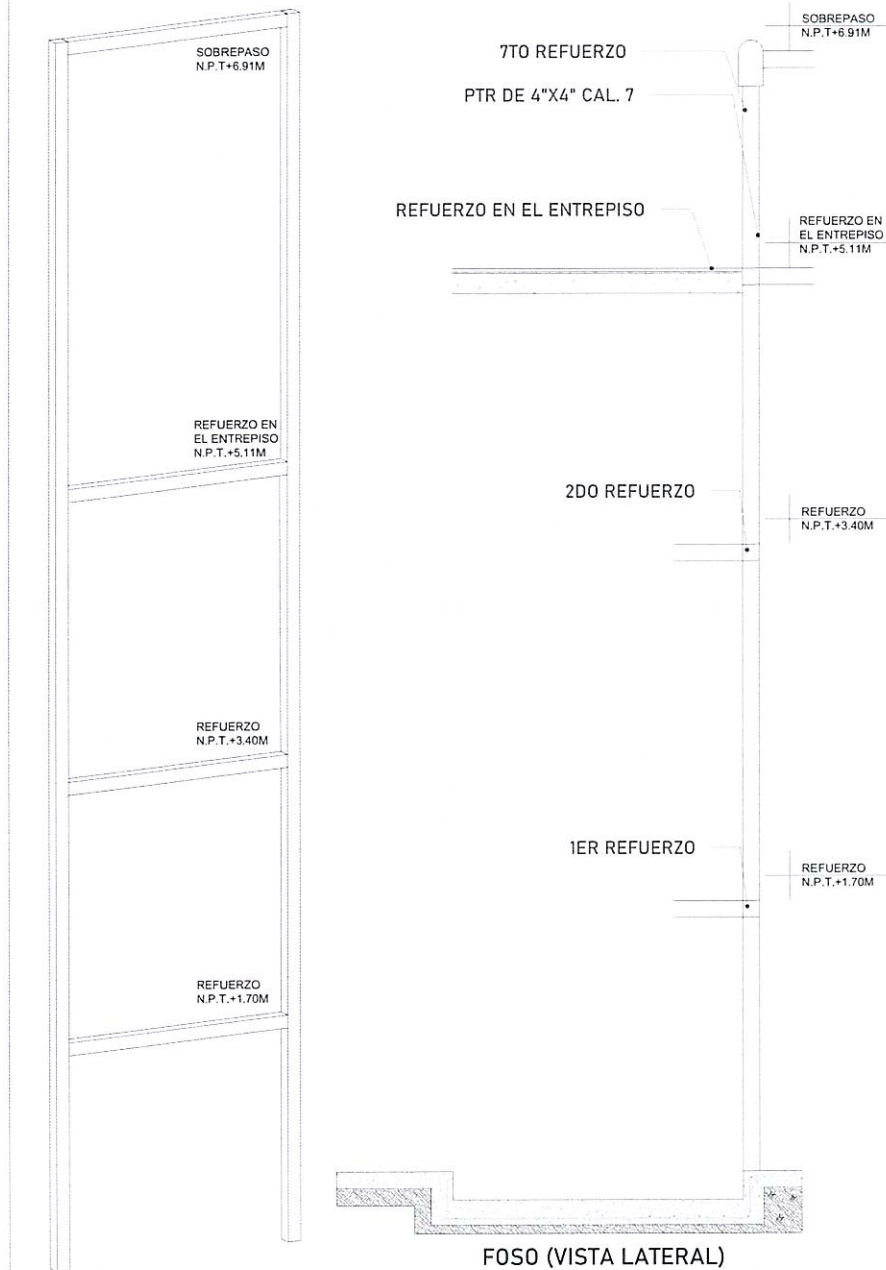 SOBREPASO
N.P.T+6.91M
REFUERZO EN
EL ENTREPISO
N.P.T.+5.11M
REFUERZO
N.P.T.+3.40M
REFUERZO
N.P.T.+1.70M
SOBREPASO
N.P.T+6.91M
7TO REFUERZO
PTR DE 4"X4" CAL. 7
REFUERZO EN EL ENTREPISO
REFUERZO EN
EL ENTREPISO
N.P.T.+5.11M
2DO REFUERZO
REFUERZO
N.P.T.+3.40M
1ER REFUERZO
REFUERZO
N.P.T.+1.70M
FOSO (VISTA LATERAL)